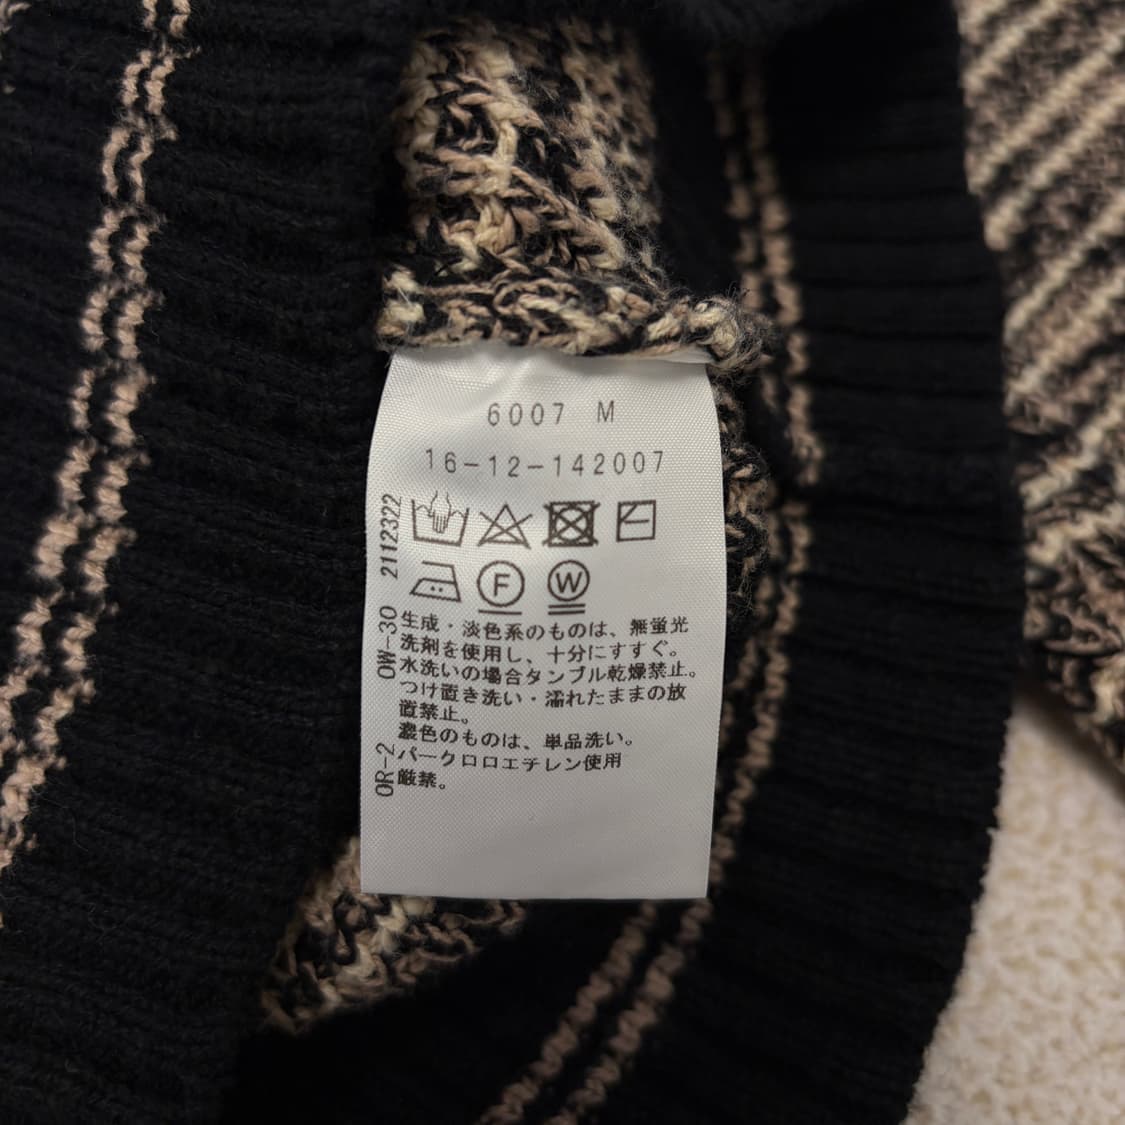 6007 M
16-12-142007
2112322
OW-30
OR-2
F
W
生成・淡色系のものは、無蛍光
洗剤を使用し、十分にすすぐ。
水洗いの場合タンブル乾燥禁止。
つけ置き洗い・濡れたままの放
置禁止。
濃色のものは、単品洗い。
パークロロエチレン使用
厳禁。